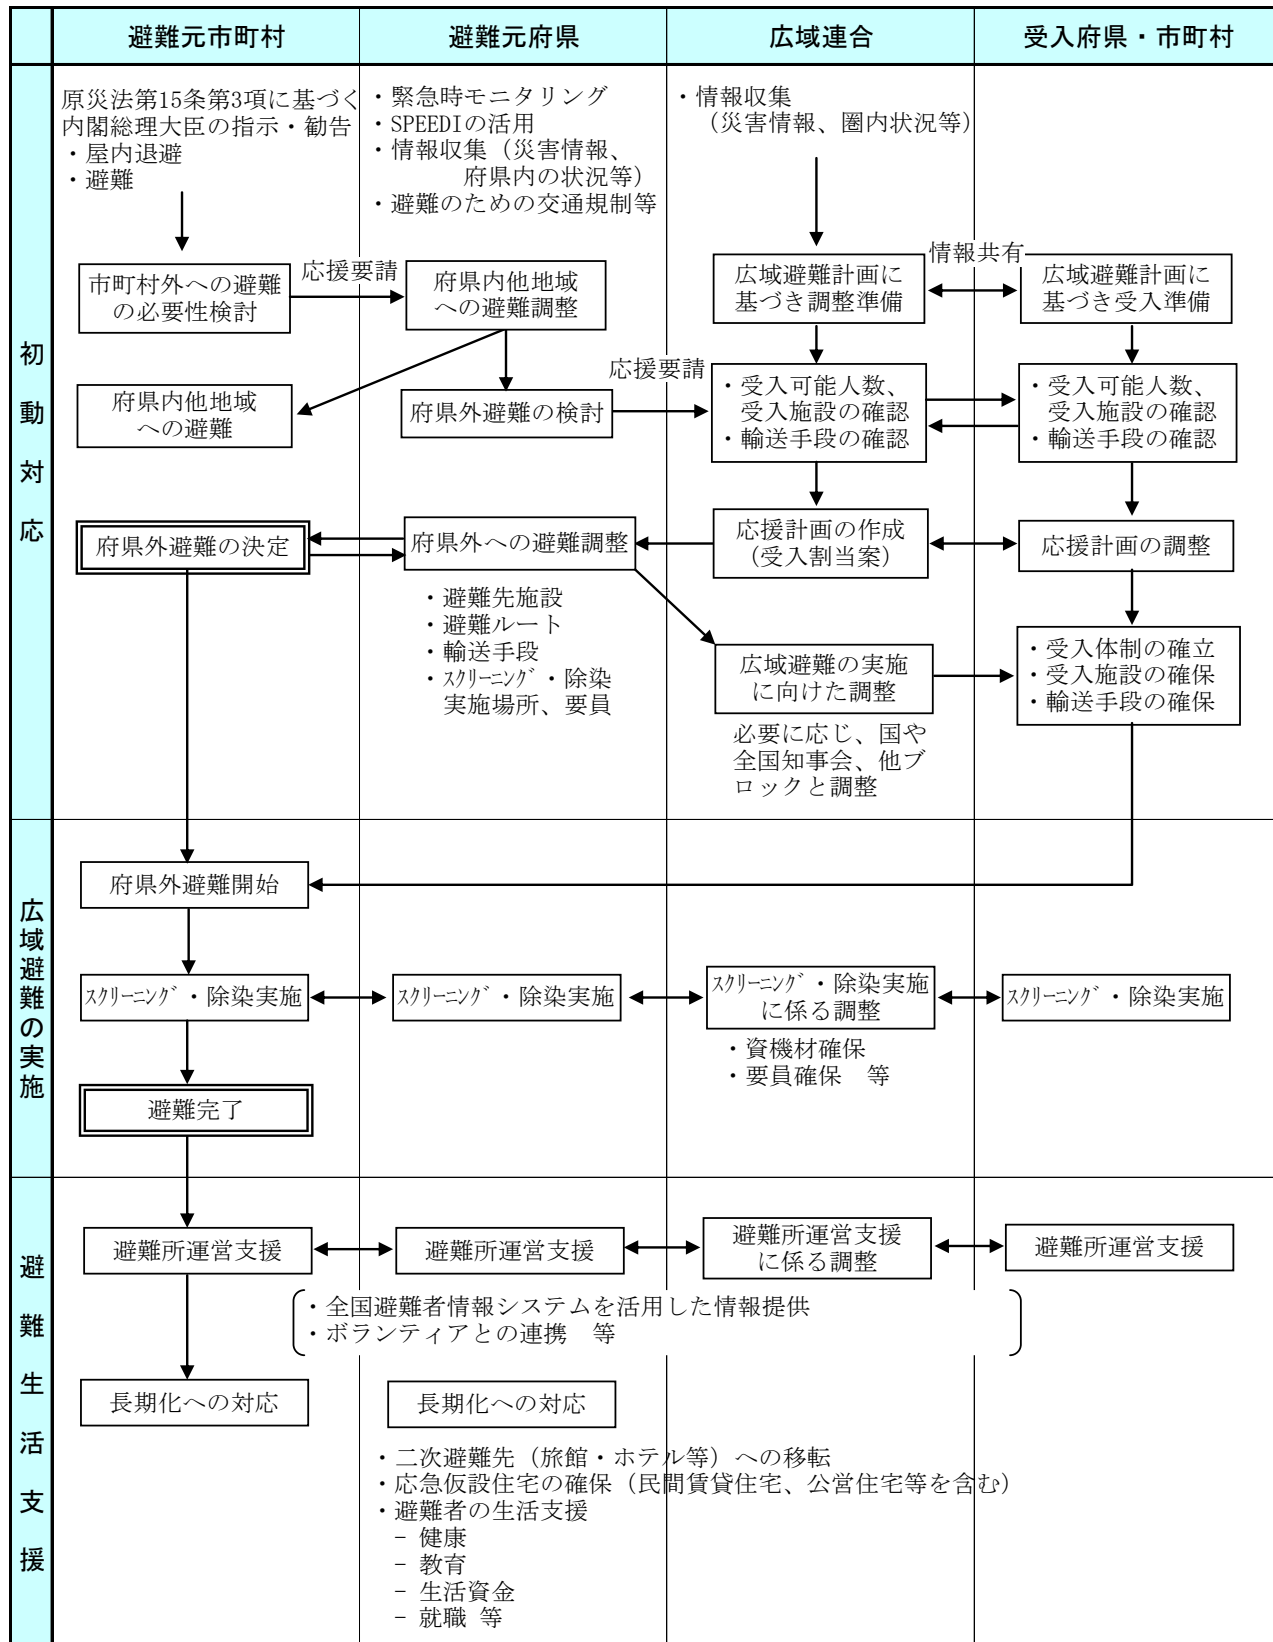 避難元市町村
避難元府県
広域連合
受入府県・市町村
初動対応
原災法第15条第3項に基づく
内閣総理大臣の指示・勧告
・屋内退避
・避難
・緊急時モニタリング
・SPEEDIの活用
・情報収集（災害情報、
府県内の状況等）
・避難のための交通規制等
・情報収集
（災害情報、圏内状況等）
市町村外への避難
の必要性検討
応援要請
府県内他地域
への避難調整
広域避難計画に
基づき調整準備
情報共有
広域避難計画に
基づき受入準備
府県内他地域
への避難
府県外避難の検討
応援要請
・受入可能人数、
受入施設の確認
・輸送手段の確認
・受入可能人数、
受入施設の確認
・輸送手段の確認
府県外避難の決定
府県外への避難調整
応援計画の作成
（受入割当案）
応援計画の調整
・避難先施設
・避難ルート
・輸送手段
・ｽｸﾘｰﾆﾝｸﾞ・除染
実施場所、要員
広域避難の実施
に向けた調整
必要に応じ、国や
全国知事会、他ブ
ロックと調整
・受入体制の確立
・受入施設の確保
・輸送手段の確保
広域避難の実施
府県外避難開始
ｽｸﾘｰﾆﾝｸﾞ・除染実施
ｽｸﾘｰﾆﾝｸﾞ・除染実施
ｽｸﾘｰﾆﾝｸﾞ・除染実施
に係る調整
ｽｸﾘｰﾆﾝｸﾞ・除染実施
・資機材確保
・要員確保　等
避難完了
避難生活支援
避難所運営支援
避難所運営支援
避難所運営支援
に係る調整
避難所運営支援
・全国避難者情報システムを活用した情報提供
・ボランティアとの連携　等
長期化への対応
長期化への対応
・二次避難先（旅館・ホテル等）への移転
・応急仮設住宅の確保（民間賃貸住宅、公営住宅等を含む）
・避難者の生活支援
－ 健康
－ 教育
－ 生活資金
－ 就職 等